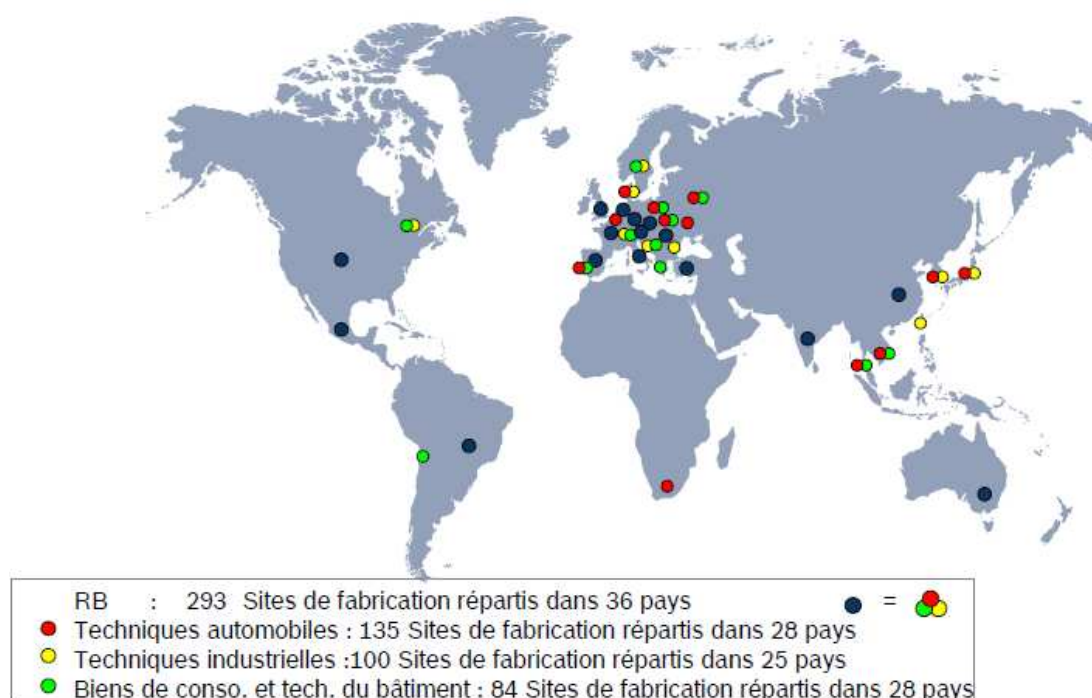 RB : 293 Sites de fabrication répartis dans 36 pays =
Techniques automobiles : 135 Sites de fabrication répartis dans 28 pays
Techniques industrielles :100 Sites de fabrication répartis dans 25 pays
Biens de conso. et tech. du bâtiment : 84 Sites de fabrication répartis dans 28 pays